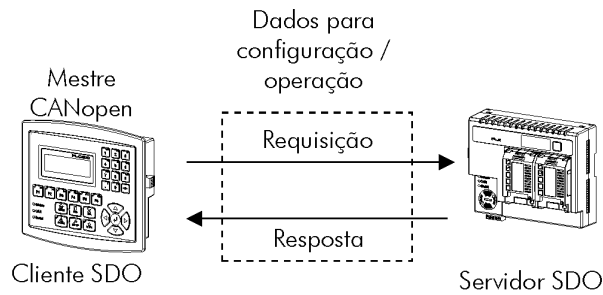 Dados para
configuração /
operação
Mestre
CANopen
Requisição
Resposta
Cliente SDO
Servidor SDO